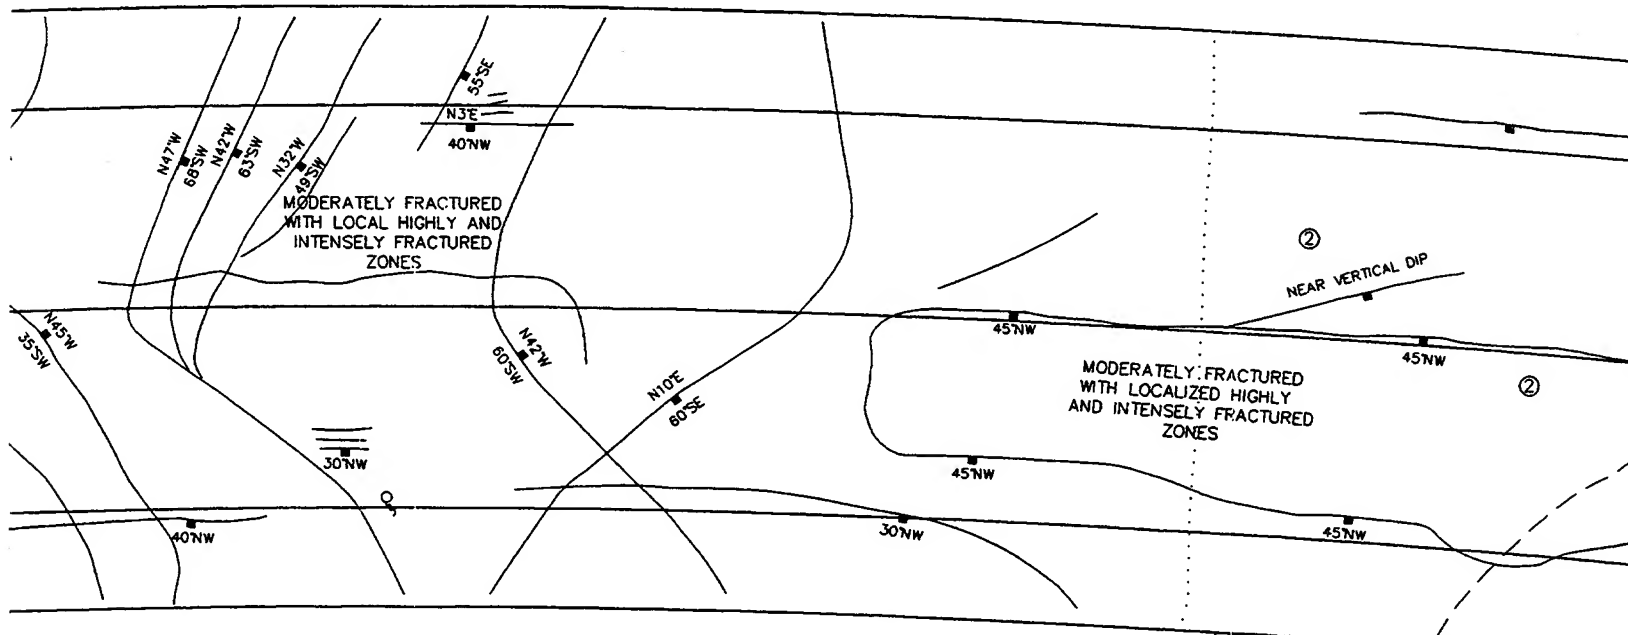 55°SE
N3°E
40°NW
N47°W
68°SW
N42°W
63°SW
N32°W
49°SW
MODERATELY FRACTURED
WITH LOCAL HIGHLY AND
INTENSELY FRACTURED
ZONES
②
NEAR VERTICAL DIP
N45°W
35°SW
N42°W
60°SW
N10°E
60°SE
45°NW
45°NW
MODERATELY FRACTURED
WITH LOCALIZED HIGHLY
AND INTENSELY FRACTURED
ZONES
②
30°NW
45°NW
40°NW
30°NW
45°NW